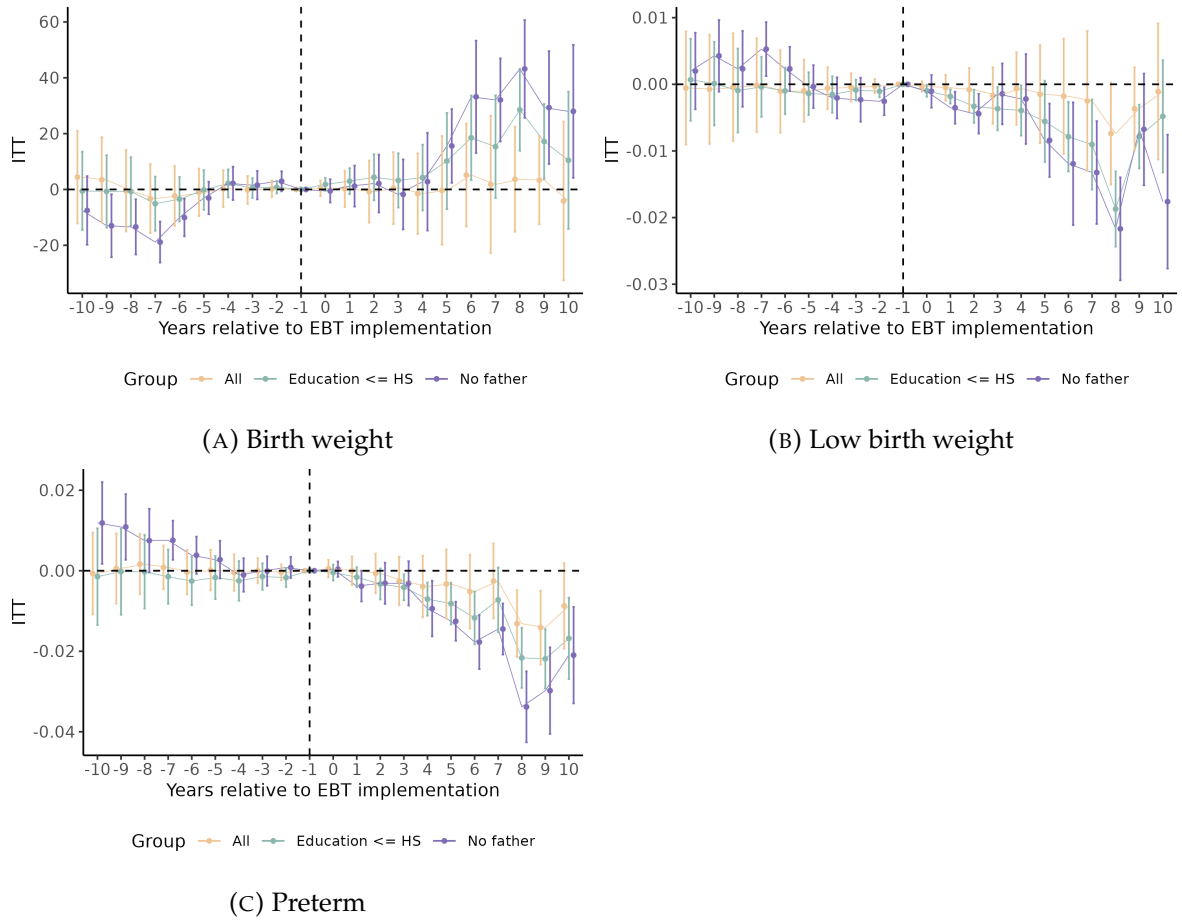 60
40
20
0
-20
ITT
-10 -9 -8 -7 -6 -5 -4 -3 -2 -1 0 1 2 3 4 5 6 7 8 9 10
Years relative to EBT implementation
Group All Education <= HS No father
(A) Birth weight
0.01
0.00
-0.01
-0.02
-0.03
ITT
-10 -9 -8 -7 -6 -5 -4 -3 -2 -1 0 1 2 3 4 5 6 7 8 9 10
Years relative to EBT implementation
Group All Education <= HS No father
(B) Low birth weight
0.02
0.00
-0.02
-0.04
ITT
-10 -9 -8 -7 -6 -5 -4 -3 -2 -1 0 1 2 3 4 5 6 7 8 9 10
Years relative to EBT implementation
Group All Education <= HS No father
(C) Preterm